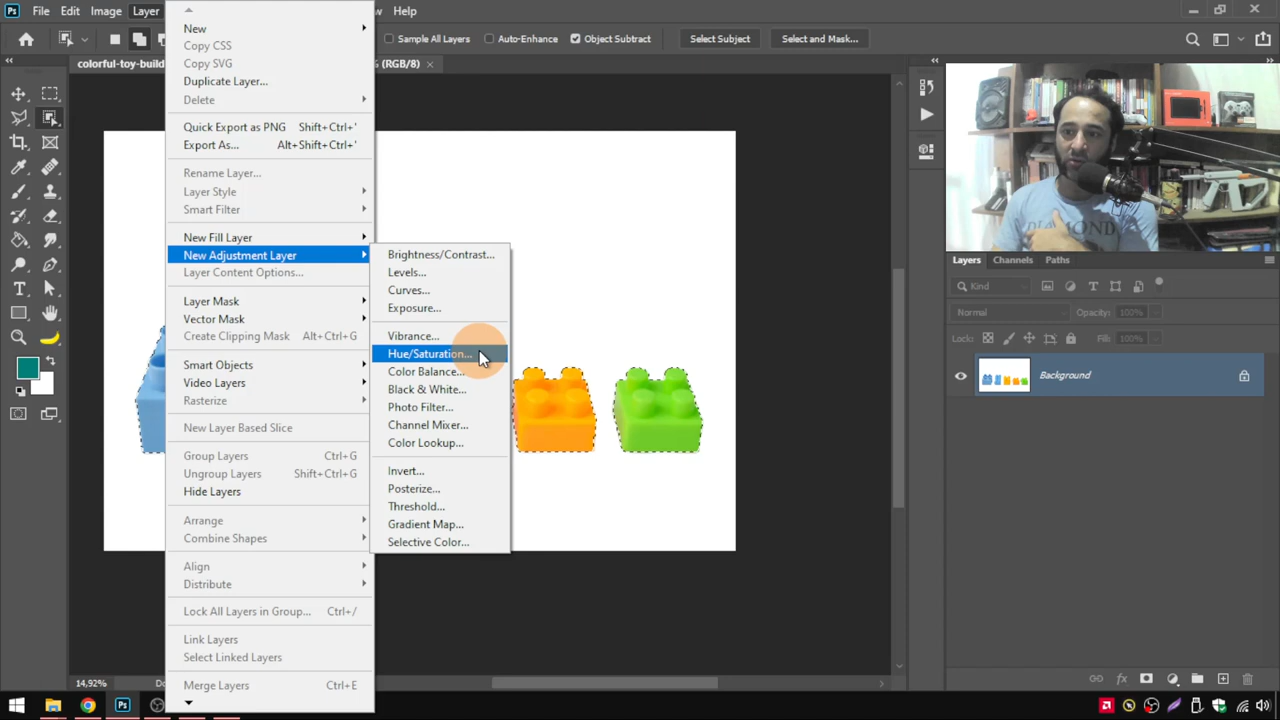 Ps File Edit Image Layer w Help
Sample All Layers Auto-Enhance Object Subtract Select Subject Select and Mask...
colorful-toy-build (RGB/8) ×
New
Copy CSS
Copy SVG
Duplicate Layer...
Delete
Quick Export as PNG Shift+Ctrl+'
Export As... Alt+Shift+Ctrl+'
Rename Layer...
Layer Style
Smart Filter
New Fill Layer
New Adjustment Layer
Layer Content Options...
Layer Mask
Vector Mask
Create Clipping Mask Alt+Ctrl+G
Smart Objects
Video Layers
Rasterize
New Layer Based Slice
Group Layers Ctrl+G
Ungroup Layers Shift+Ctrl+G
Hide Layers
Arrange
Combine Shapes
Align
Distribute
Lock All Layers in Group... Ctrl+/
Link Layers
Select Linked Layers
Merge Layers Ctrl+E
Brightness/Contrast...
Levels...
Curves...
Exposure...
Vibrance...
Hue/Saturation...
Color Balance...
Black & White...
Photo Filter...
Channel Mixer...
Color Lookup...
Invert...
Posterize...
Threshold...
Gradient Map...
Selective Color...
DIAMOND
Layers Channels Paths
Kind
Normal Opacity: 100%
Lock: Fill: 100%
Background
14,92% Do
Ps